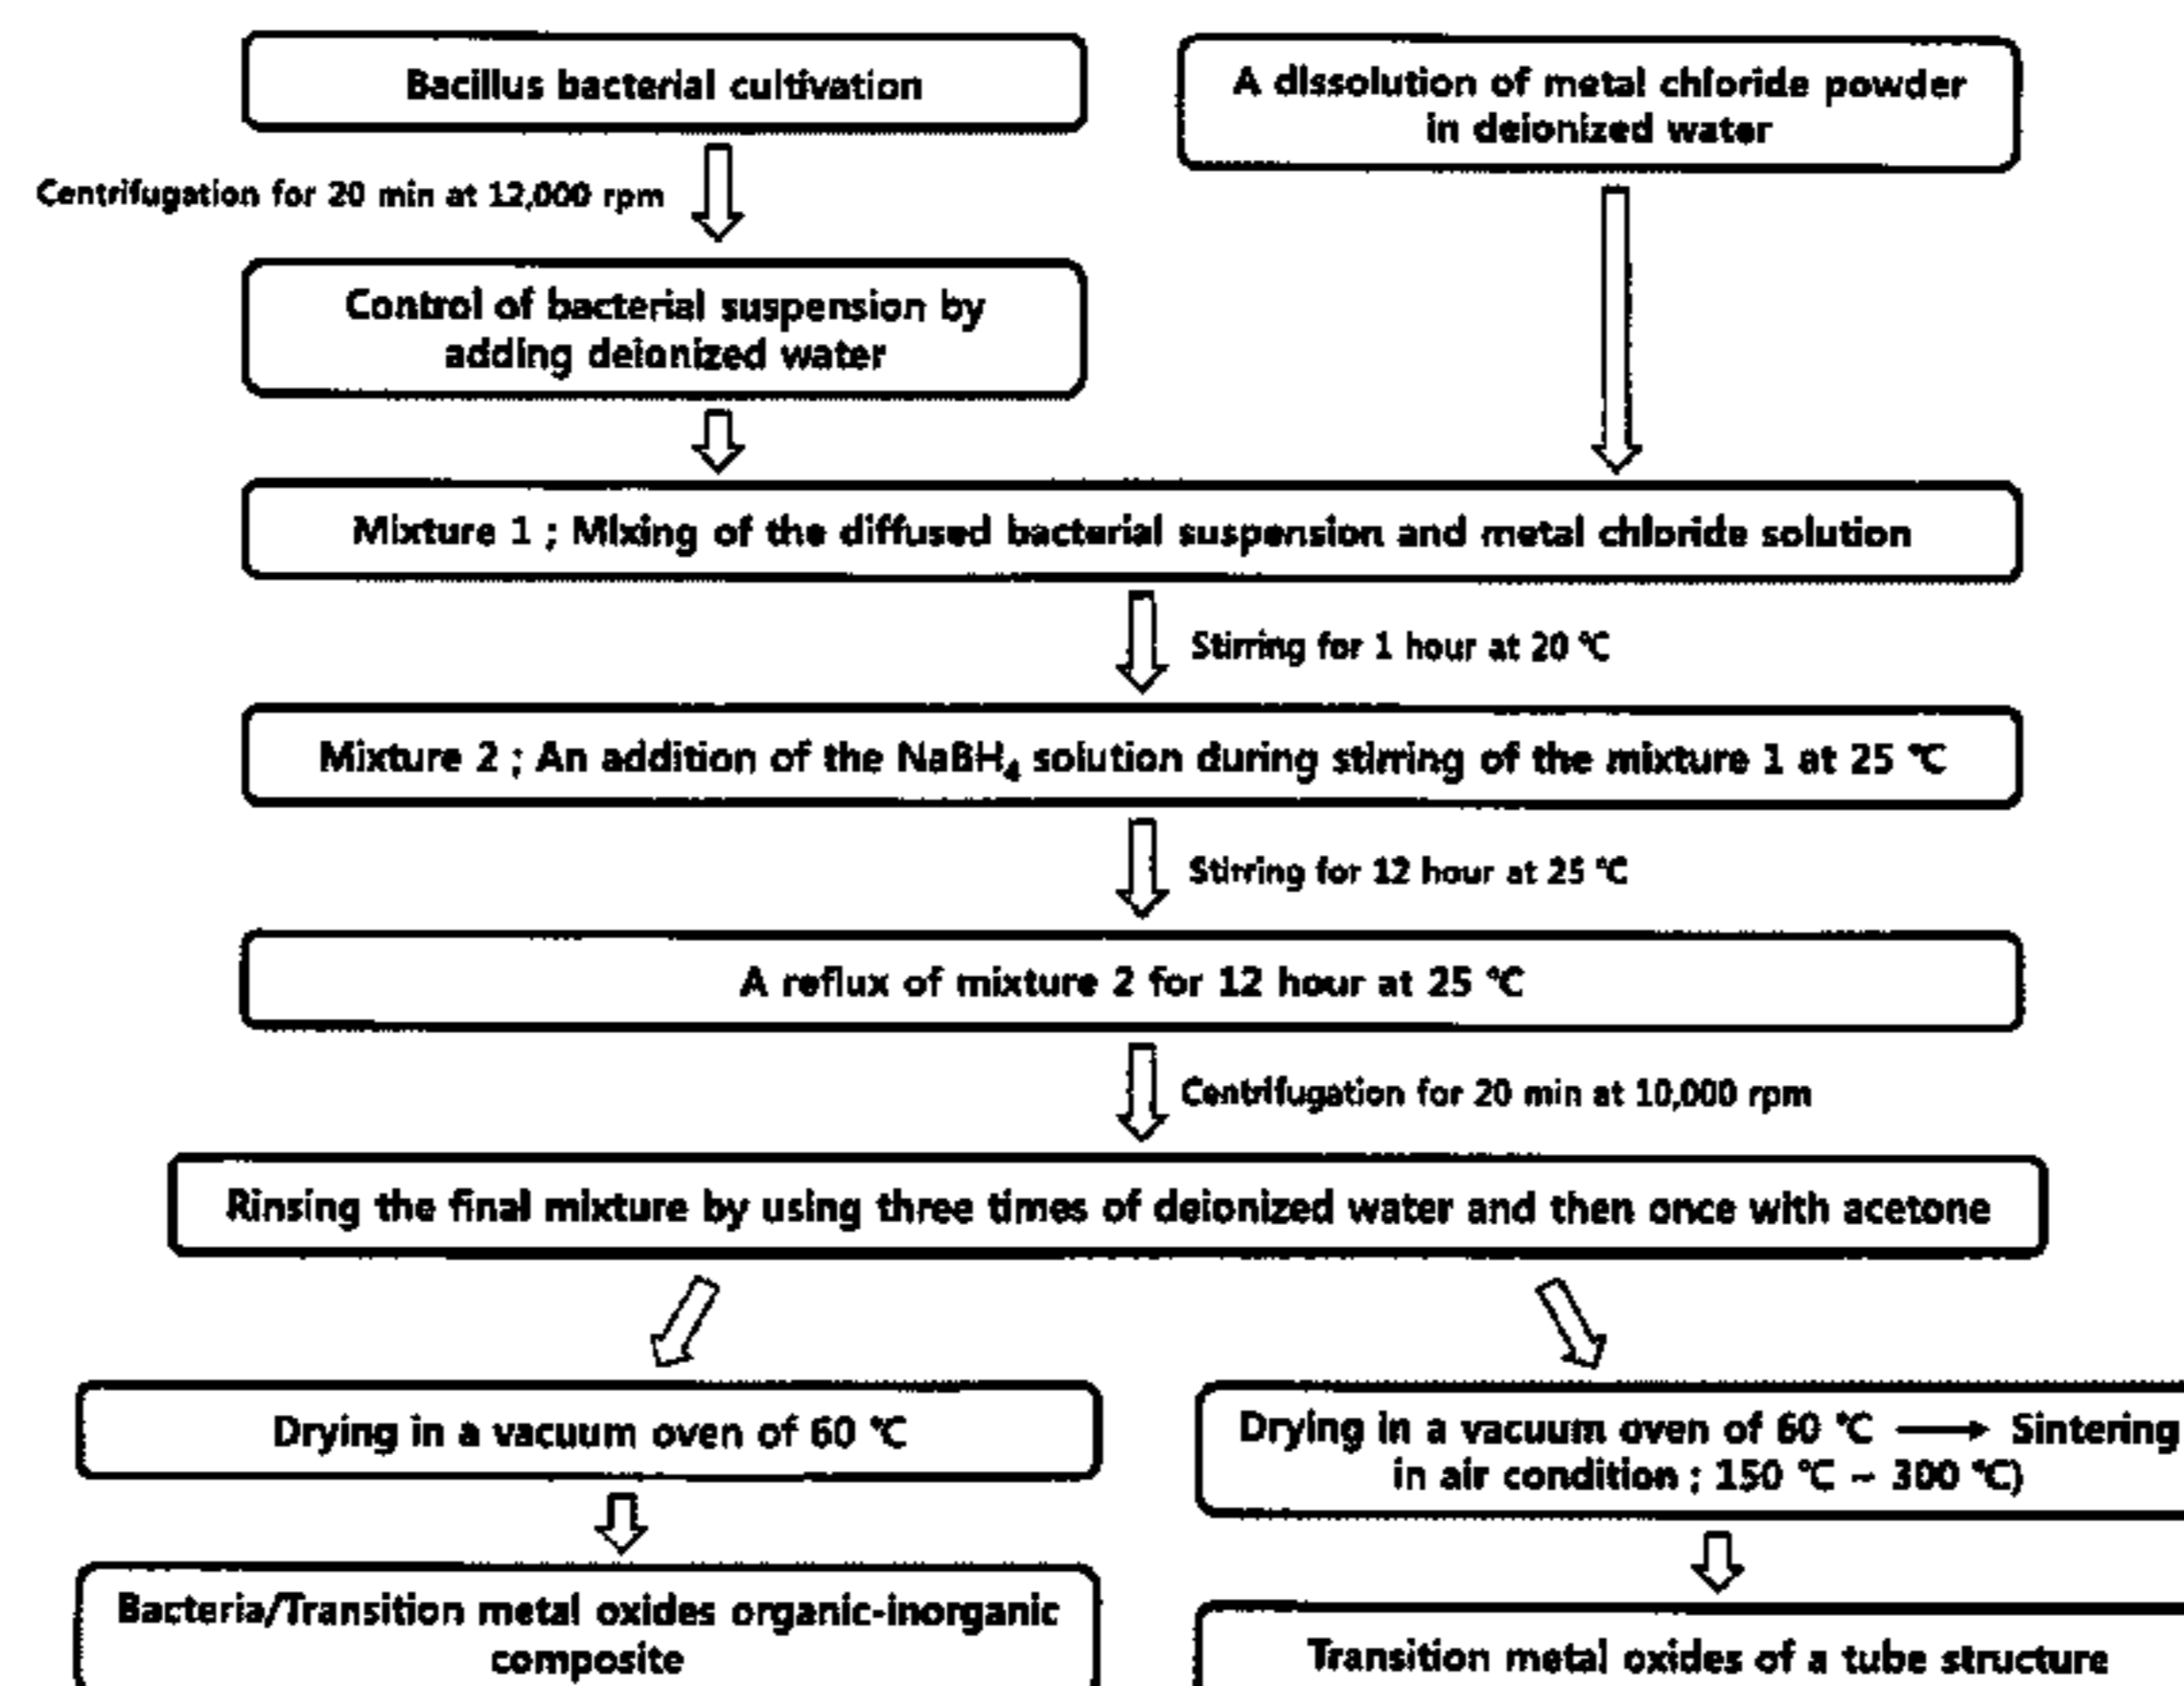 Bacillus bacterial cultivation
A dissolution of metal chloride powder
in deionized water
Centrifugation for 20 min at 12,000 rpm
Control of bacterial suspension by
adding deionized water
Mixture 1 ; Mixing of the diffused bacterial suspension and metal chloride solution
Stirring for 1 hour at 20 ℃
Mixture 2 ; An addition of the NaBH₄ solution during stirring of the mixture 1 at 25 ℃
Stirring for 12 hour at 25 ℃
A reflux of mixture 2 for 12 hour at 25 ℃
Centrifugation for 20 min at 10,000 rpm
Rinsing the final mixture by using three times of deionized water and then once with acetone
Drying in a vacuum oven of 60 ℃
Drying in a vacuum oven of 60 ℃ → Sintering
in air condition ; 150 ℃ ~ 300 ℃)
Bacteria/Transition metal oxides organic-inorganic
composite
Transition metal oxides of a tube structure